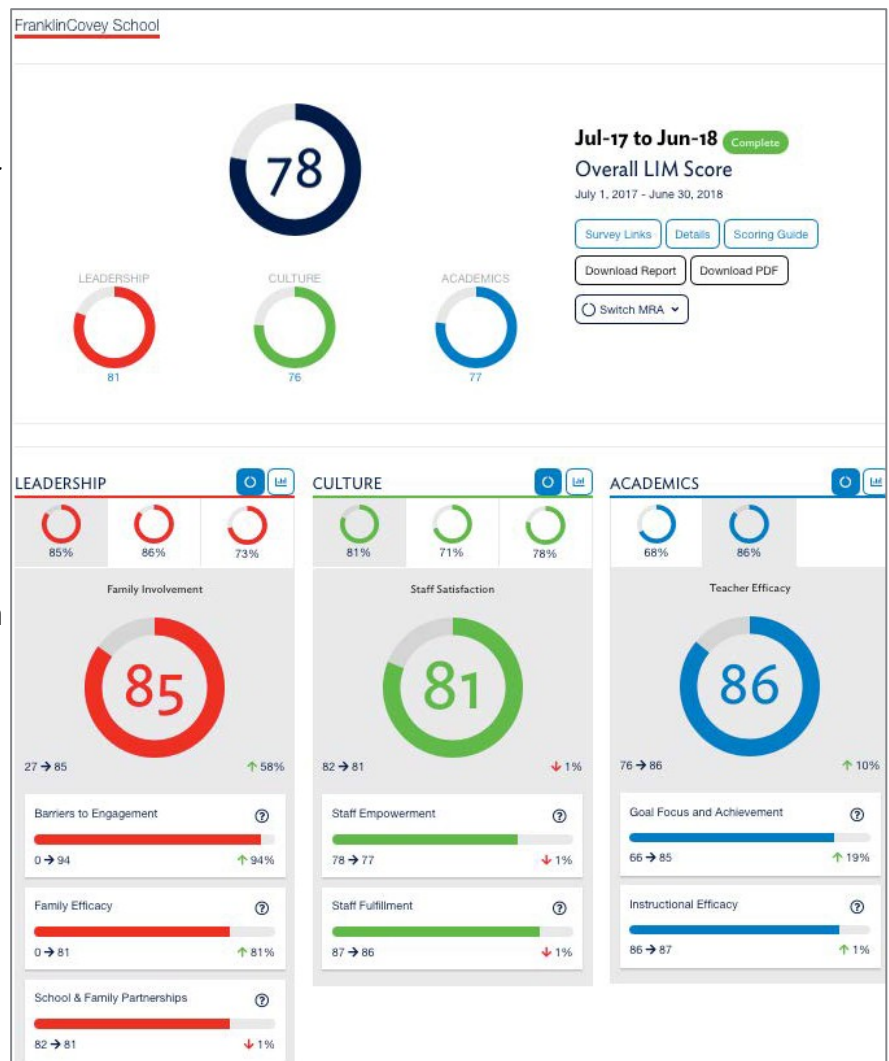 FranklinCovey School
78
Jul-17 to Jun-18 Complete
Overall LIM Score
July 1, 2017 - June 30, 2018
Survey Links Details Scoring Guide
Download Report Download PDF
Switch MRA
LEADERSHIP CULTURE ACADEMICS
81 76 77
LEADERSHIP
85% 86% 73%
Family Involvement
85
27 → 85 ↑ 58%
Barriers to Engagement ?
0 → 94 ↑ 94%
Family Efficacy ?
0 → 81 ↑ 81%
School & Family Partnerships ?
82 → 81 ↓ 1%
CULTURE
81% 71% 78%
Staff Satisfaction
81
82 → 81 ↓ 1%
Staff Empowerment ?
78 → 77 ↓ 1%
Staff Fulfillment ?
87 → 86 ↓ 1%
ACADEMICS
68% 86%
Teacher Efficacy
86
76 → 86 ↑ 10%
Goal Focus and Achievement ?
66 → 85 ↑ 19%
Instructional Efficacy ?
86 → 87 ↑ 1%